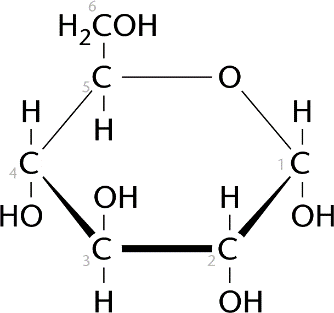 6
H2COH
C O
5
H H H
4 C 1 C
HO OH H OH
3 C 2 C
H OH